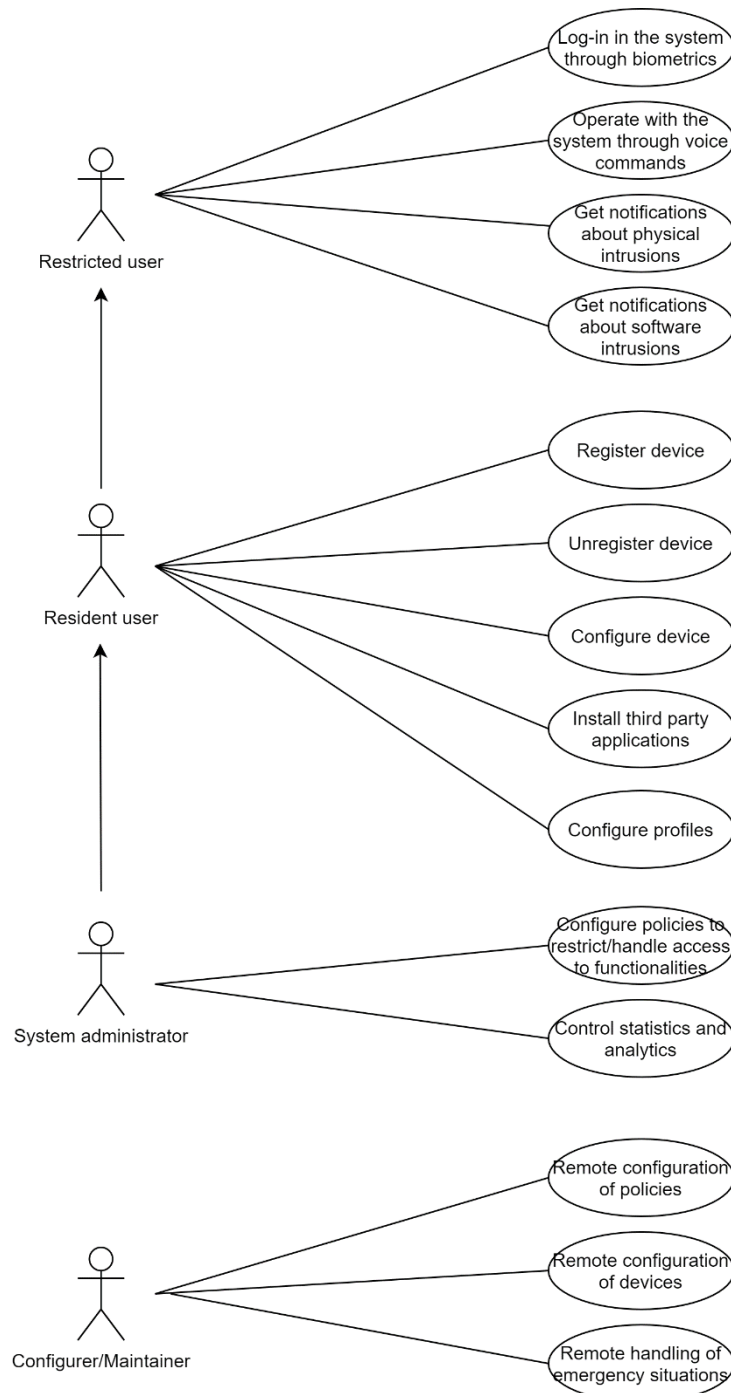 Log-in in the system
through biometrics
Operate with the
system through voice
commands
Restricted user
Get notifications
about physical
intrusions
Get notifications
about software
intrusions
Register device
Unregister device
Resident user
Configure device
Install third party
applications
Configure profiles
Configure policies to
restrict/handle access
to functionalities
System administrator
Control statistics and
analytics
Remote configuration
of policies
Remote configuration
of devices
Configurer/Maintainer
Remote handling of
emergency situations